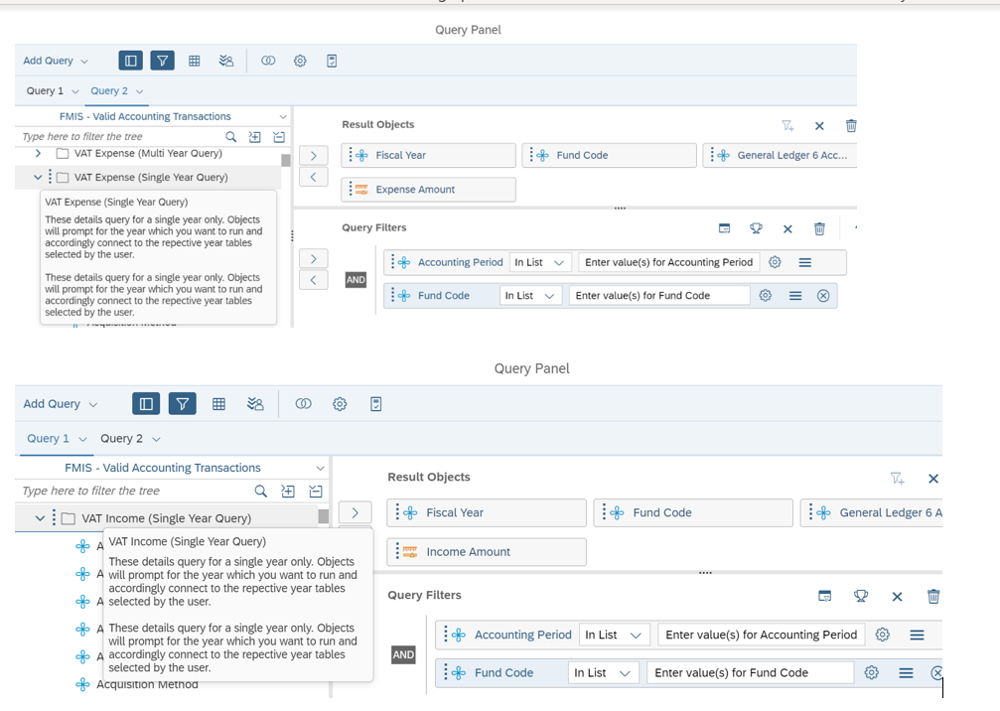 Query Panel
Add Query
Query 1 Query 2
FMIS - Valid Accounting Transactions
Type here to filter the tree
VAT Expense (Multi Year Query)
VAT Expense (Single Year Query)
VAT Expense (Single Year Query)
These details query for a single year only. Objects
will prompt for the year which you want to run and
accordingly connect to the repective year tables
selected by the user.
These details query for a single year only. Objects
will prompt for the year which you want to run and
accordingly connect to the repective year tables
selected by the user.
Acquisition Method
Result Objects
Fiscal Year Fund Code General Ledger 6 Acc...
Expense Amount
Query Filters
AND
Accounting Period In List Enter value(s) for Accounting Period
Fund Code In List Enter value(s) for Fund Code
Query Panel
Add Query
Query 1 Query 2
FMIS - Valid Accounting Transactions
Type here to filter the tree
VAT Income (Single Year Query)
VAT Income (Single Year Query)
These details query for a single year only. Objects
will prompt for the year which you want to run and
accordingly connect to the repective year tables
selected by the user.
These details query for a single year only. Objects
will prompt for the year which you want to run and
accordingly connect to the repective year tables
selected by the user.
A
A
A
A
A
Acquisition Method
Result Objects
Fiscal Year Fund Code General Ledger 6 A
Income Amount
Query Filters
AND
Accounting Period In List Enter value(s) for Accounting Period
Fund Code In List Enter value(s) for Fund Code